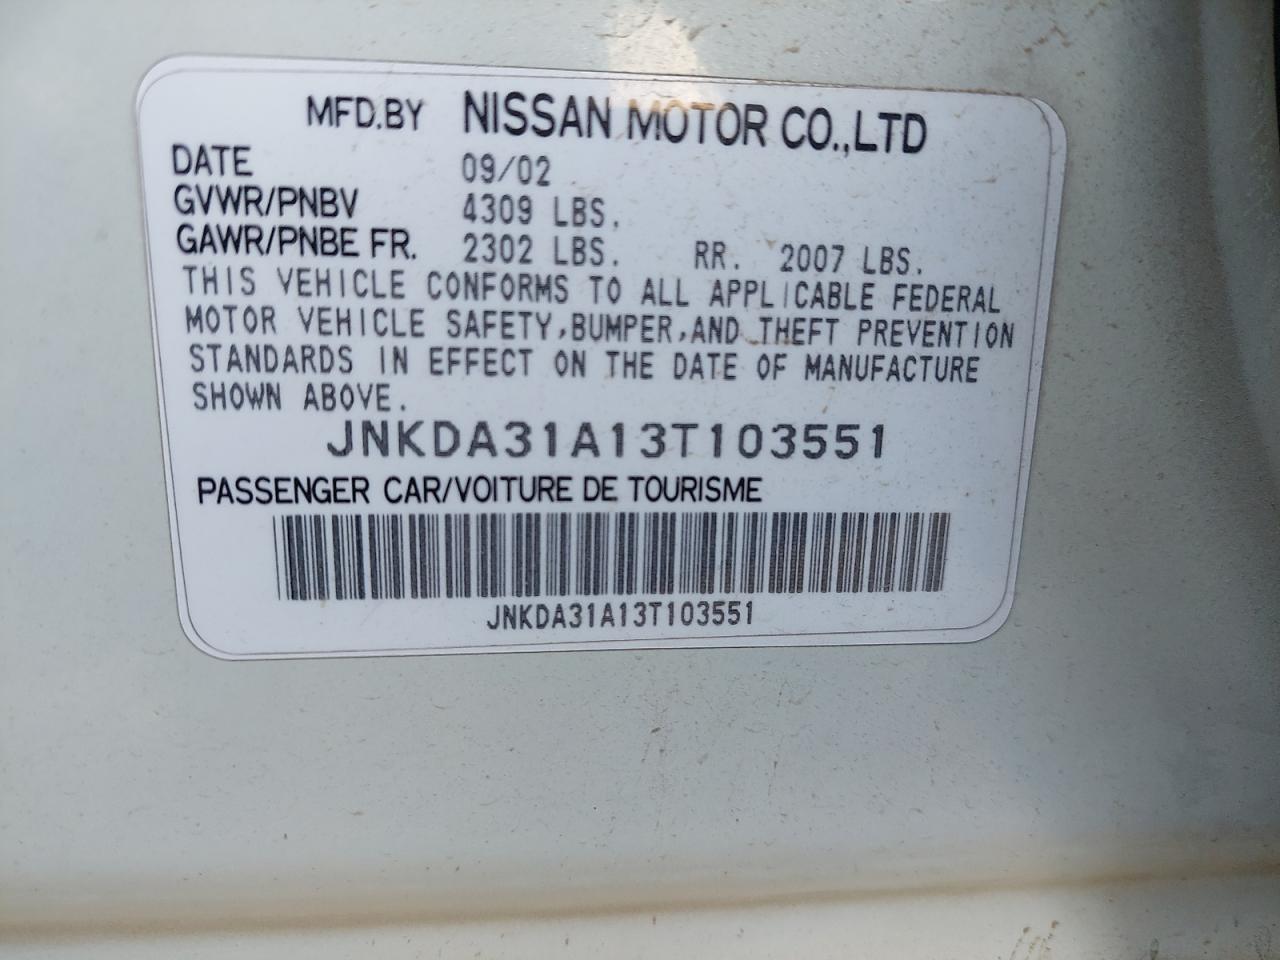 MFD.BY NISSAN MOTOR CO.,LTD
DATE 09/02
GVWR/PNBV 4309 LBS.
GAWR/PNBE FR. 2302 LBS. RR. 2007 LBS.
THIS VEHICLE CONFORMS TO ALL APPLICABLE FEDERAL
MOTOR VEHICLE SAFETY,BUMPER,AND THEFT PREVENTION
STANDARDS IN EFFECT ON THE DATE OF MANUFACTURE
SHOWN ABOVE.
JNKDA31A13T103551
PASSENGER CAR/VOITURE DE TOURISME
JNKDA31A13T103551